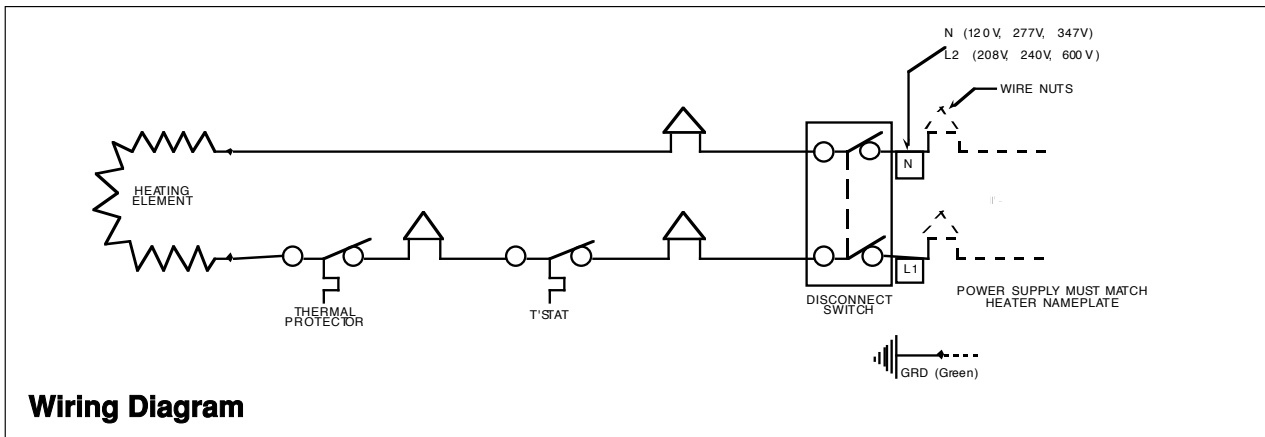 N (120V, 277V, 347V)
L2 (208V, 240V, 600V)
WIRE NUTS
N
HEATING
ELEMENT
L1
THERMAL
PROTECTOR
T'STAT
DISCONNECT
SWITCH
POWER SUPPLY MUST MATCH
HEATER NAMEPLATE
GRD (Green)
Wiring Diagram